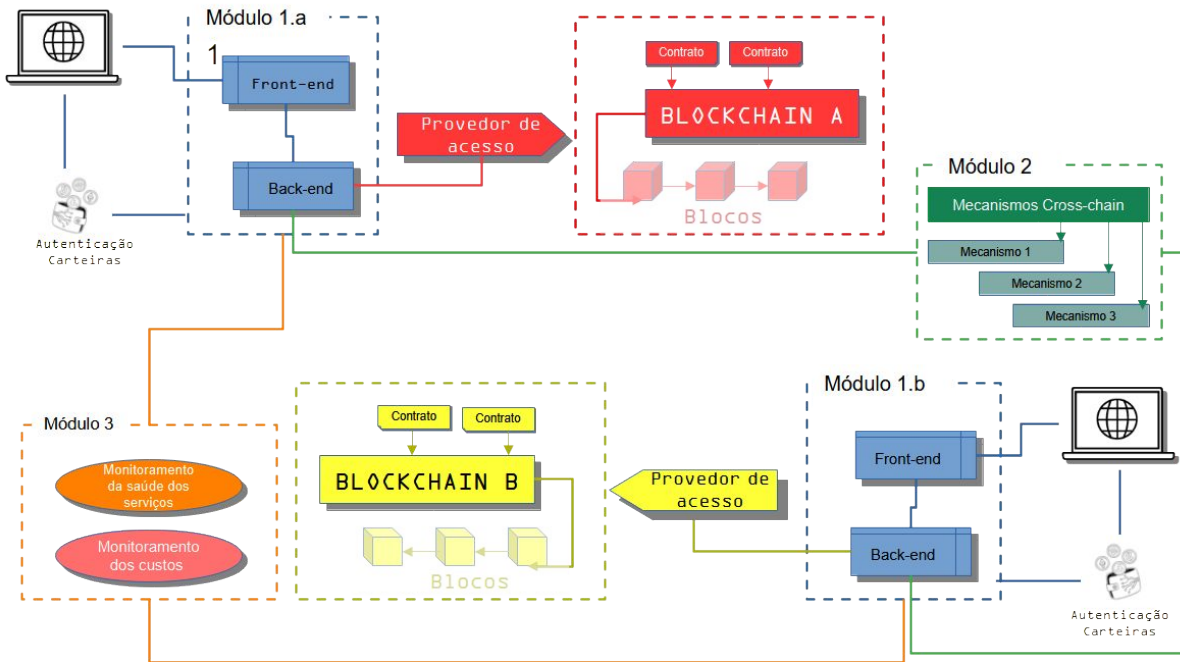 Módulo 1.a
1
Front-end
Back-end
Autenticação
Carteiras
Provedor de
acesso
Contrato
Contrato
BLOCKCHAIN A
Blocos
Módulo 2
Mecanismos Cross-chain
Mecanismo 1
Mecanismo 2
Mecanismo 3
Módulo 3
Monitoramento
da saúde dos
serviços
Monitoramento
dos custos
Contrato
Contrato
BLOCKCHAIN B
Blocos
Provedor de
acesso
Módulo 1.b
Front-end
Back-end
Autenticação
Carteiras